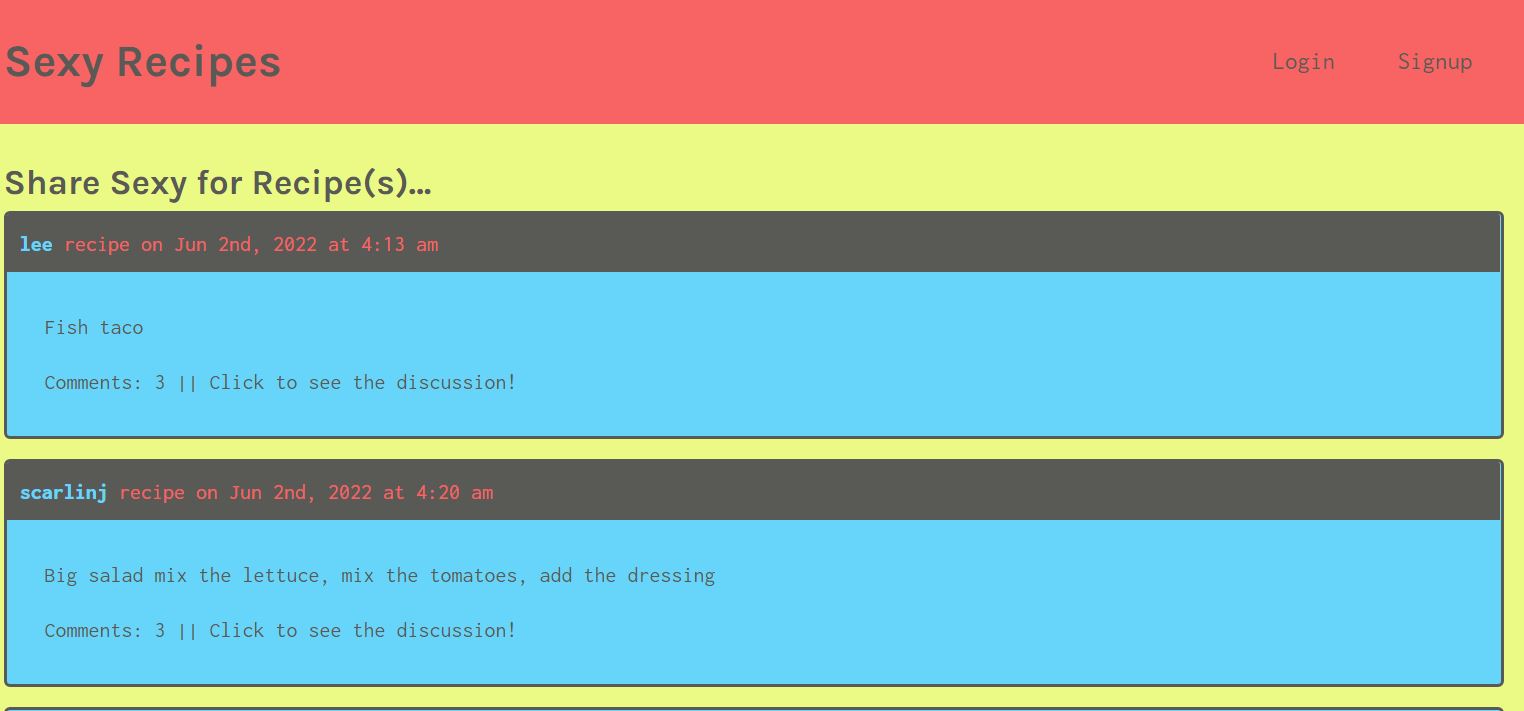 Sexy Recipes
Login Signup
Share Sexy for Recipe(s)...
lee recipe on Jun 2nd, 2022 at 4:13 am
Fish taco
Comments: 3 || Click to see the discussion!
scarlinj recipe on Jun 2nd, 2022 at 4:20 am
Big salad mix the lettuce, mix the tomatoes, add the dressing
Comments: 3 || Click to see the discussion!